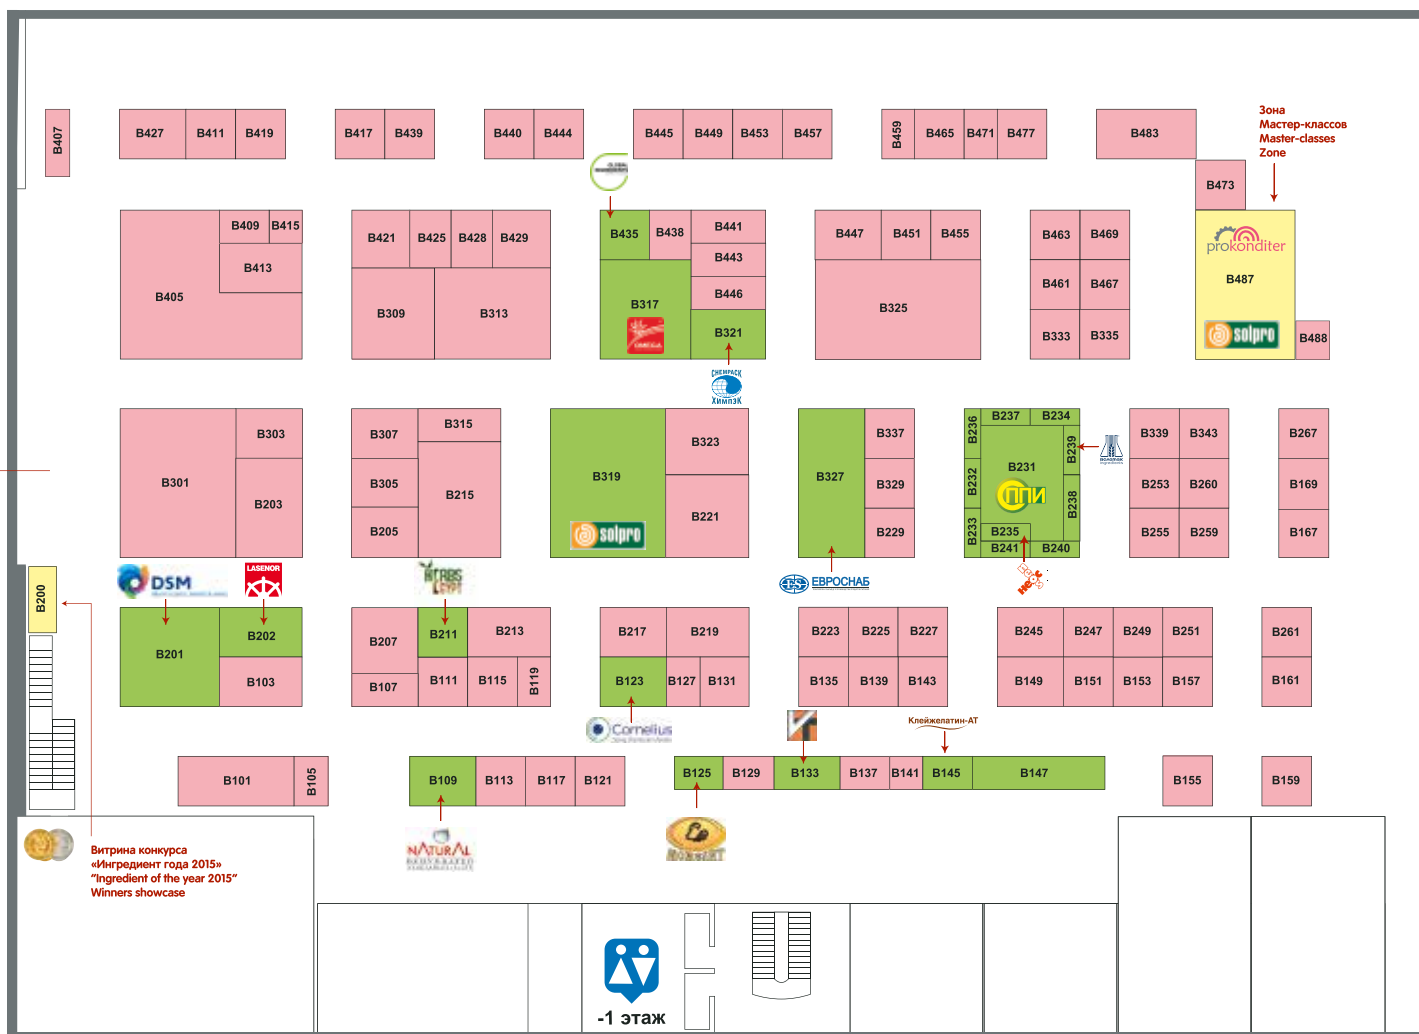 Зона
Мастер-классов
Master-classes
Zone
B407
B427 B411 B419
B417 B439
B440 B444
B445 B449 B453 B457
B459 B465 B471 B477
B483
B473
B405 B409 B415
B413
B421 B425 B428 B429
B309 B313
B435 B438 B441
B443
B446
B317
OMEGA
B321
CHEMPACK
ХИМПЭК
B447 B451 B455
B325
B463 B469
B461 B467
B333 B335
prokonditer
B487
solpro
B488
B301 B303
B203
B307 B315
B305 B215
B205
B319
solpro
B323
B221
B327 B337
B329
B229
ЕВРОСНАБ
B236 B237 B234
B239
B231
ППИ
B232
B238
B233 B235
B241 B240
B339 B343
B253 B260
B255 B259
B267
B169
B167
B200
DSM
LASENOR
HERBS
EGYPT
B201 B202
B103
B207 B211 B213
B107 B111 B115 B119
B217 B219
B123 B127 B131
Cornelius
B223 B225 B227
B135 B139 B143
B245 B247 B249 B251
B149 B151 B153 B157
B261
B161
Клейжелатин-АТ
B101 B105
B109 B113 B117 B121
NATURAL
B125 B129 B133 B137 B141 B145 B147
B155
B159
Витрина конкурса
«Ингредиент года 2015»
"Ingredient of the year 2015"
Winners showcase
-1 этаж